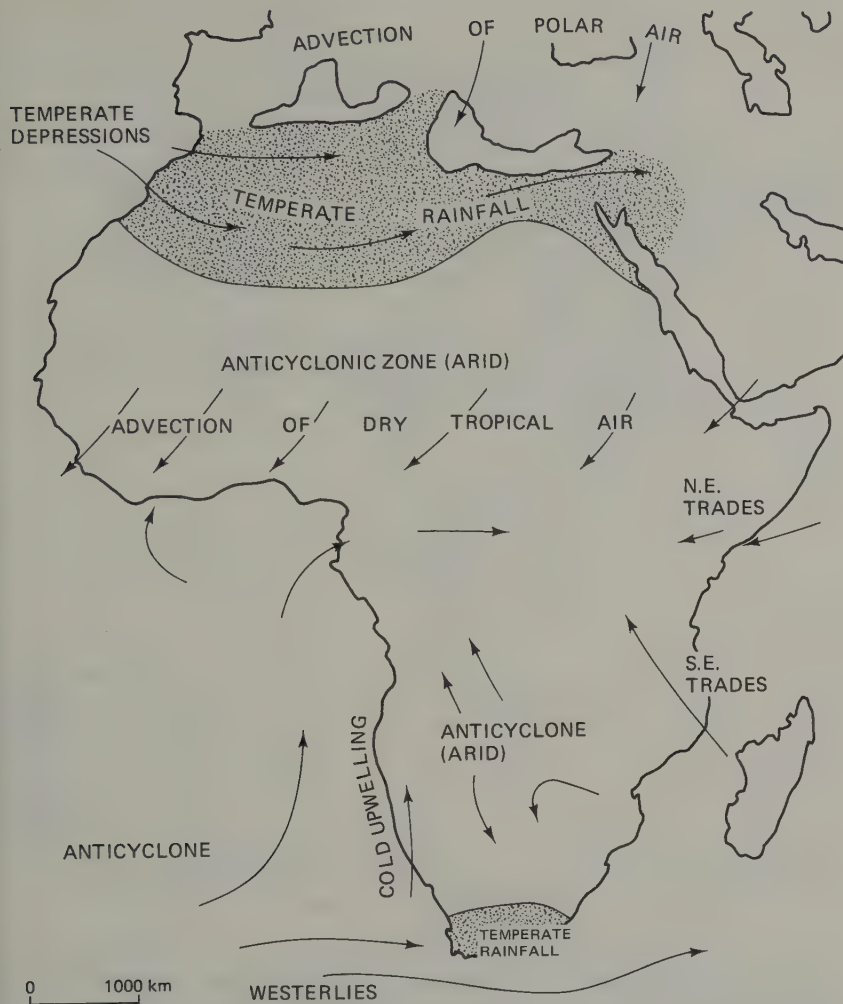 ADVECTION OF POLAR AIR
TEMPERATE
DEPRESSIONS
TEMPERATE RAINFALL
ANTICYCLONIC ZONE (ARID)
ADVECTION OF DRY TROPICAL AIR
N.E.
TRADES
S.E.
TRADES
ANTICYCLONE
(ARID)
COLD UPWELLING
ANTICYCLONE
TEMPERATE
RAINFALL
0 1000 km
WESTERLIES